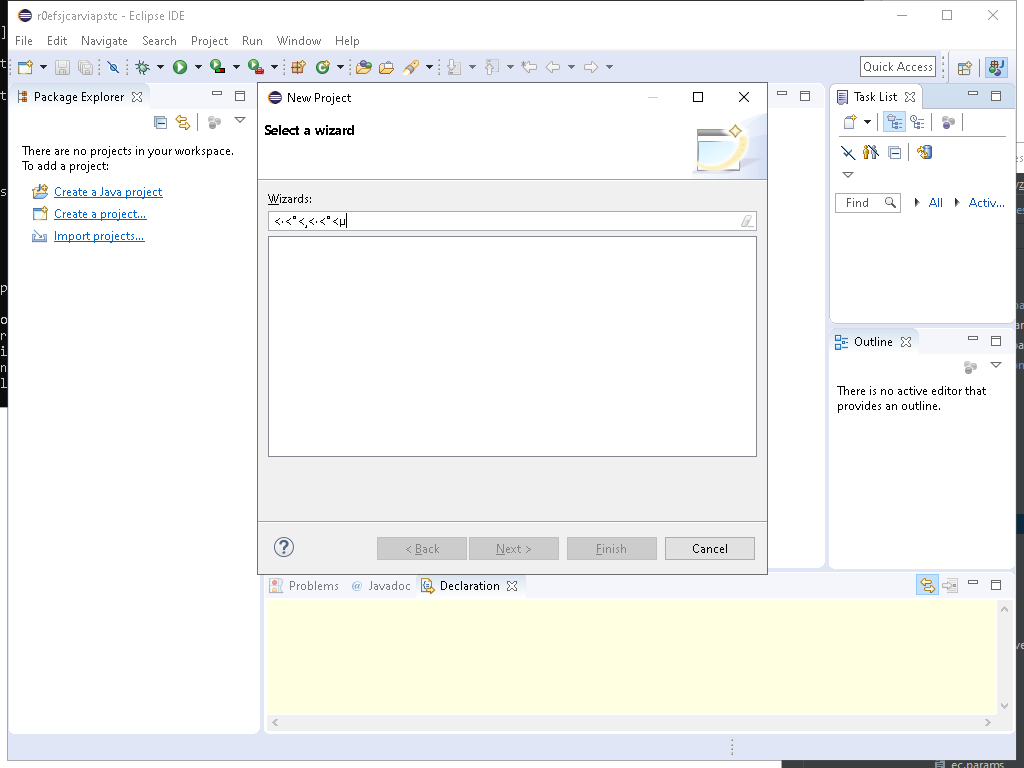 r0efsjcarviapstc - Eclipse IDE
File Edit Navigate Search Project Run Window Help
Quick Access
Package Explorer
There are no projects in your workspace.
To add a project:
Create a Java project
Create a project...
Import projects...
New Project
Select a wizard
Wizards:
<·<°<¸<·<°<µ
< Back Next > Finish Cancel
Task List
Find All Activ...
Outline
There is no active editor that
provides an outline.
Problems @ Javadoc Declaration
ec.params